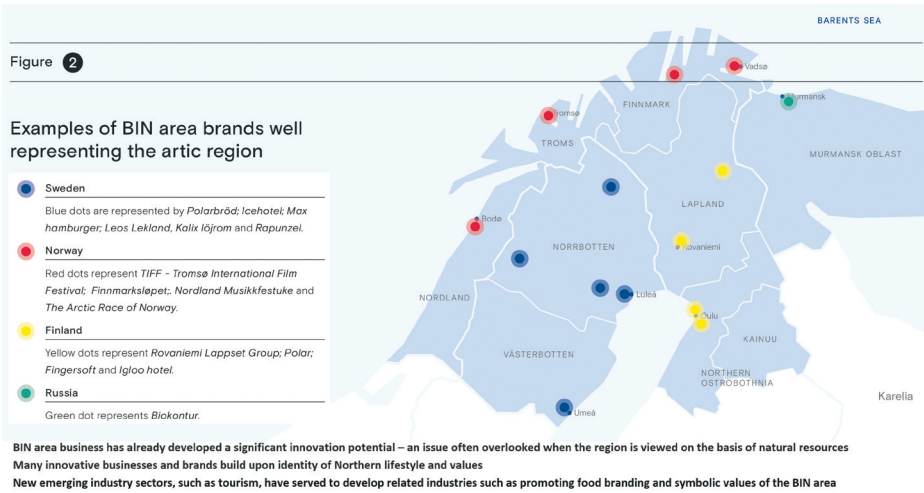 BARENTS SEA
Figure 2
Examples of BIN area brands well
representing the artic region
Sweden
Blue dots are represented by Polarbröd; Icehotel; Max
hamburger; Leos Lekland, Kalix löjrom and Rapunzel.
Norway
Red dots represent TIFF - Tromsø International Film
Festival; Finnmarksløpet;. Nordland Musikkfestuke and
The Arctic Race of Norway.
Finland
Yellow dots represent Rovaniemi Lappset Group; Polar;
Fingersoft and Igloo hotel.
Russia
Green dot represents Biokontur.
Vadsø
Murmansk
FINNMARK
Tromsø
TROMS
MURMANSK OBLAST
LAPLAND
Bodø
NORRBOTTEN
Rovaniemi
NORDLAND
Luleå
Oulu
KAINUU
VÄSTERBOTTEN
NORTHERN
OSTROBOTHNIA
Karelia
Umeå
BIN area business has already developed a significant innovation potential – an issue often overlooked when the region is viewed on the basis of natural resources
Many innovative businesses and brands build upon identity of Northern lifestyle and values
New emerging industry sectors, such as tourism, have served to develop related industries such as promoting food branding and symbolic values of the BIN area